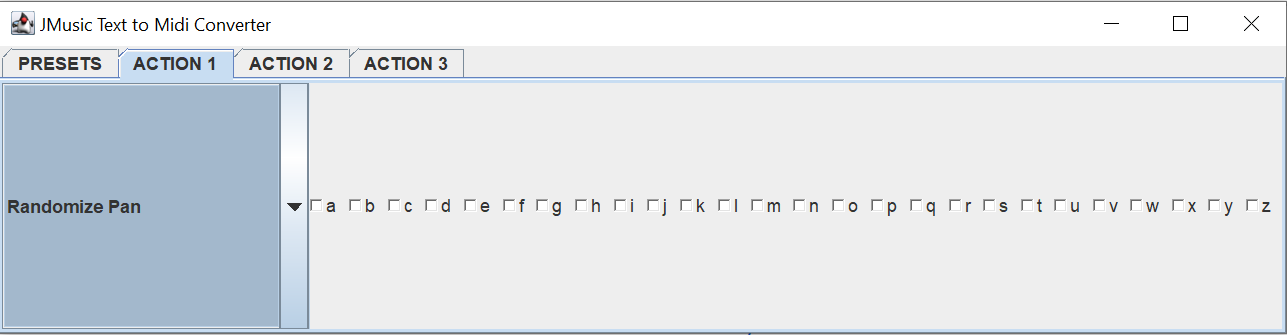 JMusic Text to Midi Converter
PRESETS ACTION 1 ACTION 2 ACTION 3
Randomize Pan a b c d e f g h i j k l m n o p q r s t u v w x y z